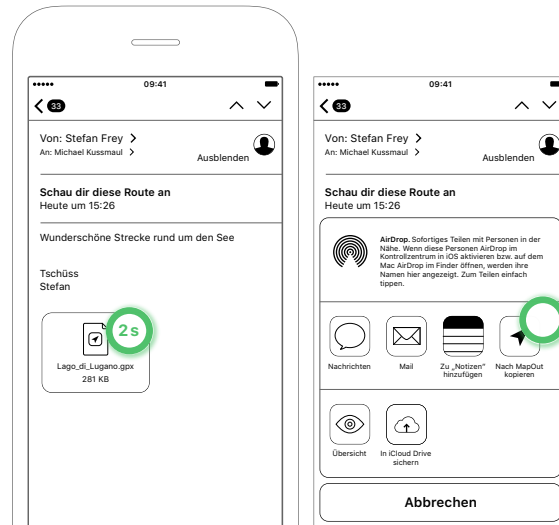 09:41
33
Von: Stefan Frey
An: Michael Kussmaul
Ausblenden
Schau dir diese Route an
Heute um 15:26
Wunderschöne Strecke rund um den See
Tschüss
Stefan
2 s
Lago_di_Lugano.gpx
281 KB
09:41
33
Von: Stefan Frey
An: Michael Kussmaul
Ausblenden
Schau dir diese Route an
Heute um 15:26
AirDrop. Sofortiges Teilen mit Personen in der
Nähe. Wenn diese Personen AirDrop im
Kontrollzentrum in iOS aktivieren bzw. auf dem
Mac AirDrop im Finder öffnen, werden ihre
Namen hier angezeigt. Zum Teilen einfach
tippen.
Nachrichten
Mail
Zu „Notizen"
hinzufügen
Nach MapOut
kopieren
Übersicht
In iCloud Drive
sichern
Abbrechen